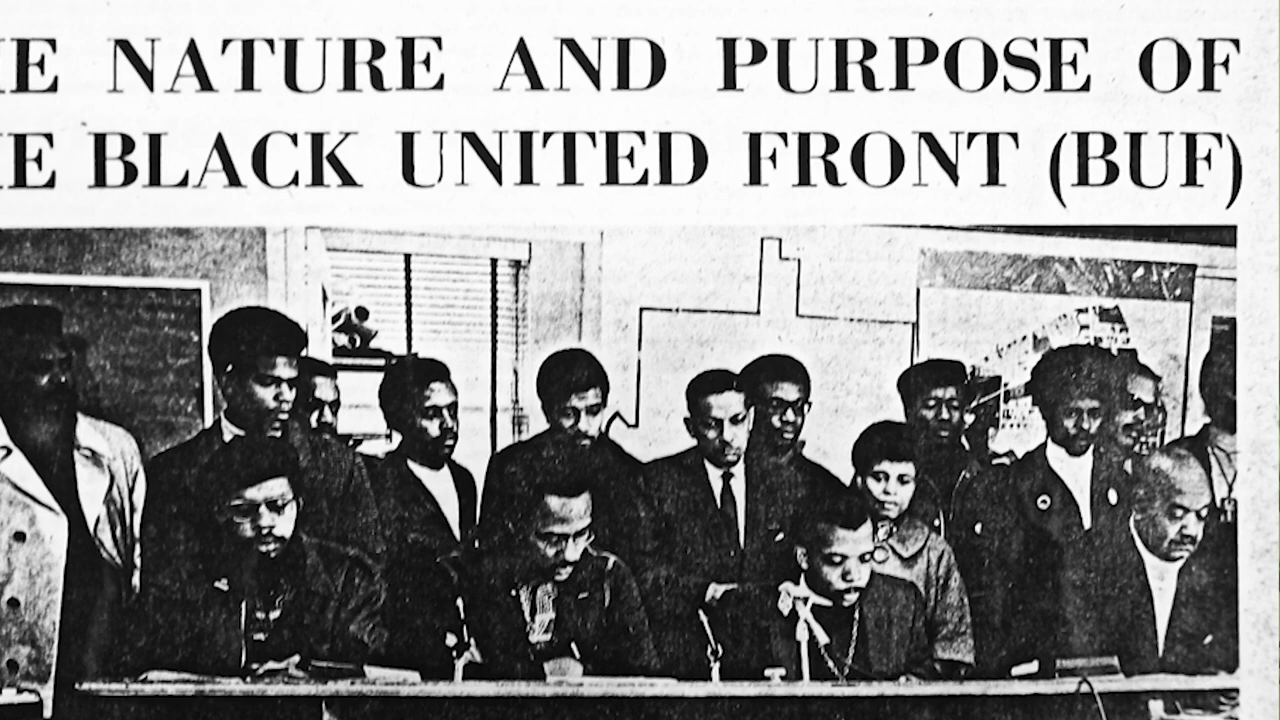 E NATURE AND PURPOSE OF
E BLACK UNITED FRONT (BUF)